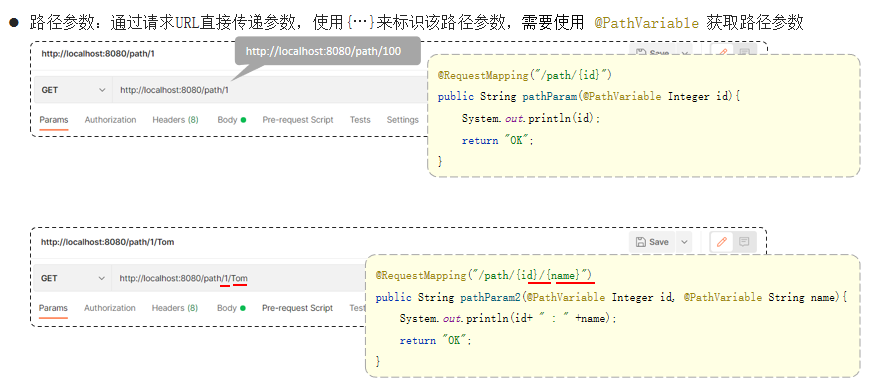 ● 路径参数：通过请求URL直接传递参数，使用{…}来标识该路径参数，需要使用 @PathVariable 获取路径参数
http://localhost:8080/path/1
http://localhost:8080/path/100
Save
GET
http://localhost:8080/path/1
Params Authorization Headers (8) Body Pre-request Script Tests Settings
@RequestMapping("/path/{id}")
public String pathParam(@PathVariable Integer id){
System.out.println(id);
return "OK";
}
http://localhost:8080/path/1/Tom
Save
GET
http://localhost:8080/path/1/Tom
Params Authorization Headers (8) Body Pre-request Script
@RequestMapping("/path/{id}/{name}")
public String pathParam2(@PathVariable Integer id, @PathVariable String name){
System.out.println(id+ " : " +name);
return "OK";
}